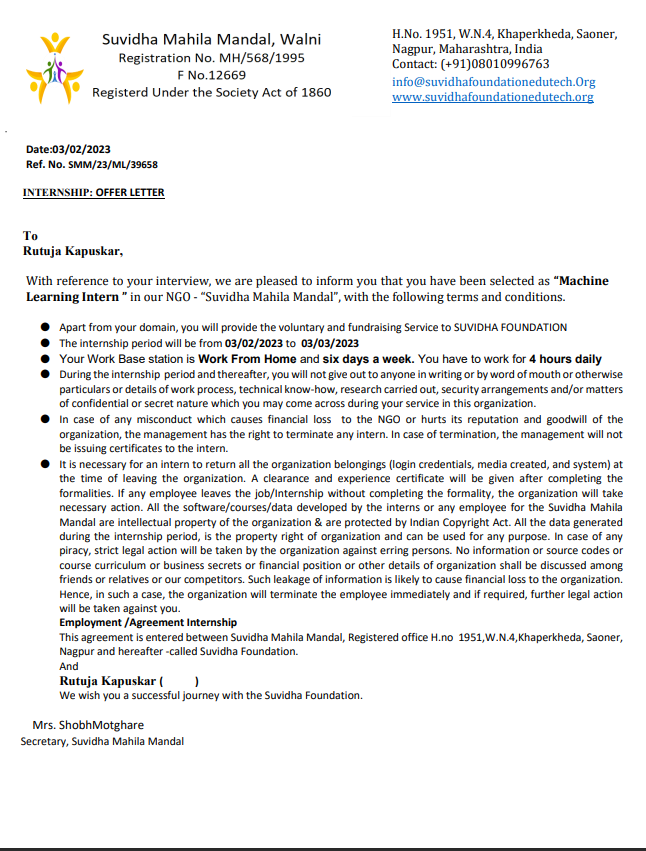 Suvidha Mahila Mandal, Walni
Registration No. MH/568/1995
F No.12669
Registerd Under the Society Act of 1860
H.No. 1951, W.N.4, Khaperkheda, Saoner,
Nagpur, Maharashtra, India
Contact: (+91)08010996763
info@suvidhafoundationedutech.Org
www.suvidhafoundationedutech.org
Date:03/02/2023
Ref. No. SMM/23/ML/39658
INTERNSHIP: OFFER LETTER
To
Rutuja Kapuskar,
With reference to your interview, we are pleased to inform you that you have been selected as “Machine
Learning Intern ” in our NGO - “Suvidha Mahila Mandal”, with the following terms and conditions.
● Apart from your domain, you will provide the voluntary and fundraising Service to SUVIDHA FOUNDATION
● The internship period will be from 03/02/2023 to 03/03/2023
● Your Work Base station is Work From Home and six days a week. You have to work for 4 hours daily
● During the internship period and thereafter, you will not give out to anyone in writing or by word of mouth or otherwise
particulars or details of work process, technical know-how, research carried out, security arrangements and/or matters
of confidential or secret nature which you may come across during your service in this organization.
● In case of any misconduct which causes financial loss to the NGO or hurts its reputation and goodwill of the
organization, the management has the right to terminate any intern. In case of termination, the management will not
be issuing certificates to the intern.
● It is necessary for an intern to return all the organization belongings (login credentials, media created, and system) at
the time of leaving the organization. A clearance and experience certificate will be given after completing the
formalities. If any employee leaves the job/Internship without completing the formality, the organization will take
necessary action. All the software/courses/data developed by the interns or any employee for the Suvidha Mahila
Mandal are intellectual property of the organization & are protected by Indian Copyright Act. All the data generated
during the internship period, is the property right of organization and can be used for any purpose. In case of any
piracy, strict legal action will be taken by the organization against erring persons. No information or source codes or
course curriculum or business secrets or financial position or other details of organization shall be discussed among
friends or relatives or our competitors. Such leakage of information is likely to cause financial loss to the organization.
Hence, in such a case, the organization will terminate the employee immediately and if required, further legal action
will be taken against you.
Employment /Agreement Internship
This agreement is entered between Suvidha Mahila Mandal, Registered office H.no 1951,W.N.4,Khaperkheda, Saoner,
Nagpur and hereafter -called Suvidha Foundation.
And
Rutuja Kapuskar ( )
We wish you a successful journey with the Suvidha Foundation.
Mrs. ShobhMotghare
Secretary, Suvidha Mahila Mandal